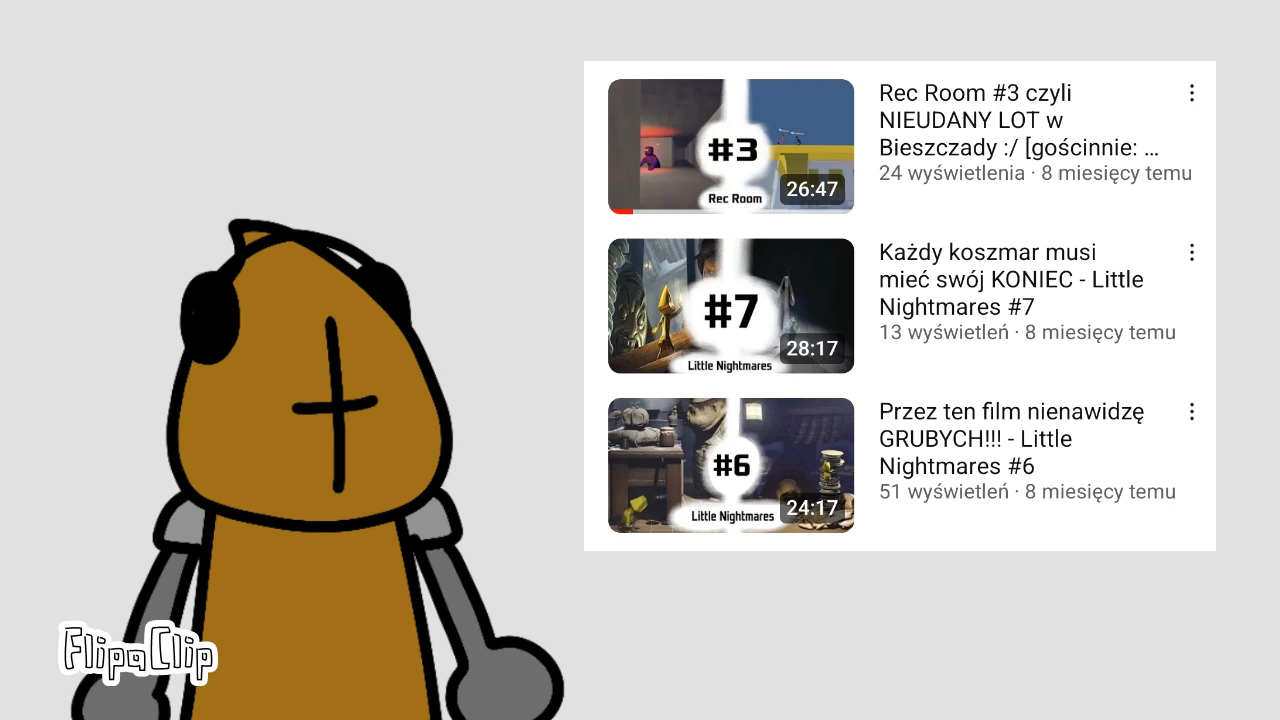 #3
Rec Room
26:47
Rec Room #3 czyli
NIEUDANY LOT w
Bieszczady :/ [gościnnie: ...
24 wyświetlenia · 8 miesięcy temu
#7
Little Nightmares
28:17
Każdy koszmar musi
mieć swój KONIEC - Little
Nightmares #7
13 wyświetleń · 8 miesięcy temu
#6
Little Nightmares
24:17
Przez ten film nienawidzę
GRUBYCH!!! - Little
Nightmares #6
51 wyświetleń · 8 miesięcy temu
FlipaClip